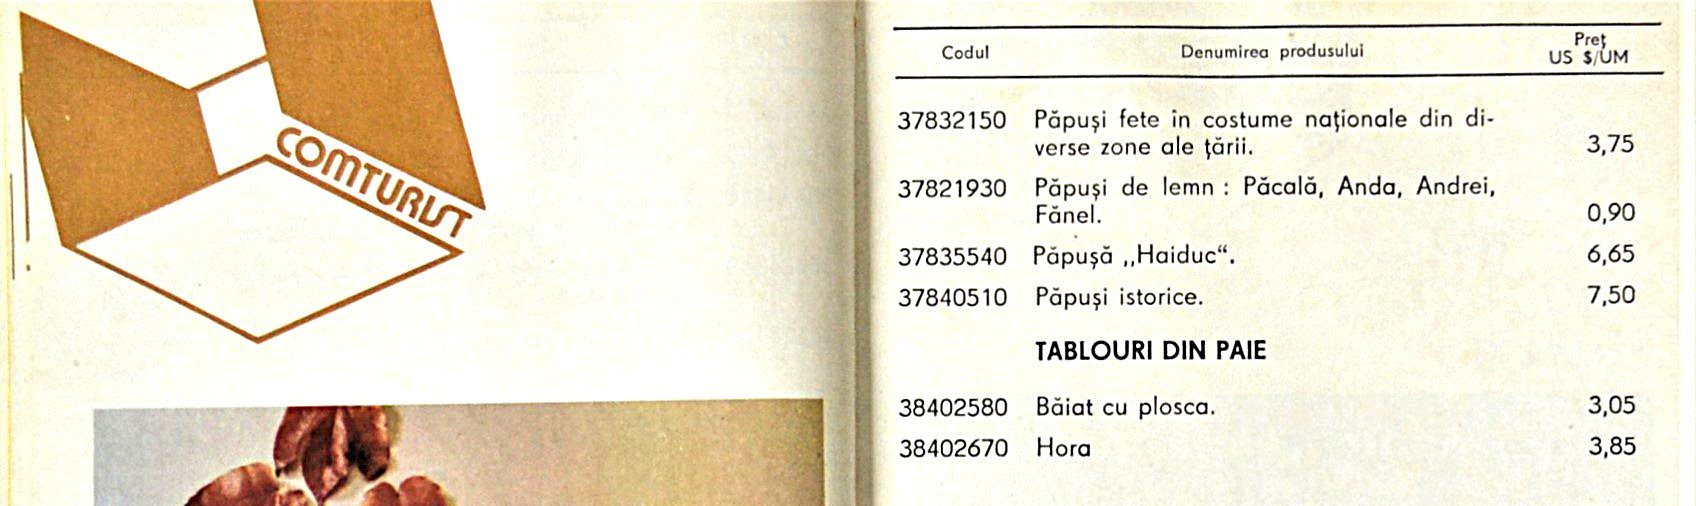 COMTURIST
Codul Denumirea produsului Preț US $/UM
37832150 Păpuși fete în costume naționale din di-
verse zone ale țării. 3,75
37821930 Păpuși de lemn : Păcală, Anda, Andrei,
Fănel. 0,90
37835540 Păpușă „Haiduc“. 6,65
37840510 Păpuși istorice. 7,50
TABLOURI DIN PAIE
38402580 Băiat cu plosca. 3,05
38402670 Hora 3,85